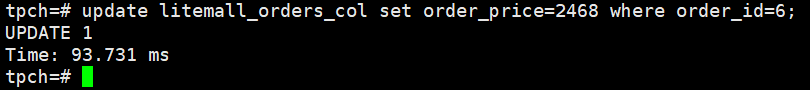 tpch=# update litemall_orders_col set order_price=2468 where order_id=6;
UPDATE 1
Time: 93.731 ms
tpch=#